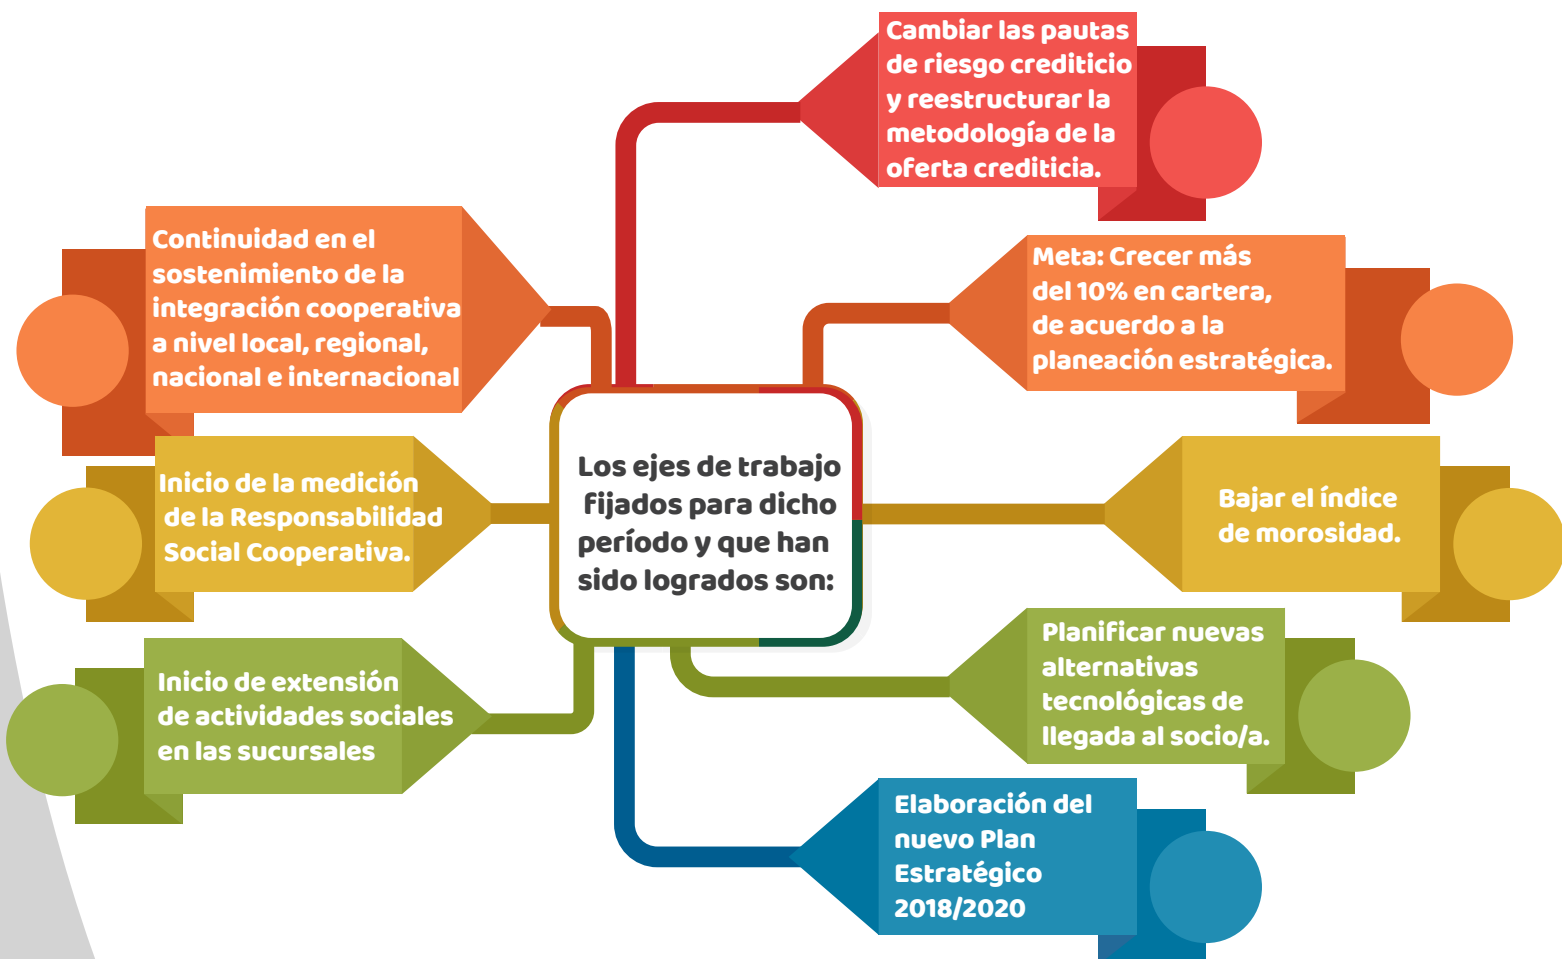 Cambiar las pautas
de riesgo crediticio
y reestructurar la
metodología de la
oferta crediticia.
Continuidad en el
sostenimiento de la
integración cooperativa
a nivel local, regional,
nacional e internacional
Meta: Crecer más
del 10% en cartera,
de acuerdo a la
planeación estratégica.
Los ejes de trabajo
fijados para dicho
período y que han
sido logrados son:
Inicio de la medición
de la Responsabilidad
Social Cooperativa.
Bajar el índice
de morosidad.
Inicio de extensión
de actividades sociales
en las sucursales
Planificar nuevas
alternativas
tecnológicas de
llegada al socio/a.
Elaboración del
nuevo Plan
Estratégico
2018/2020